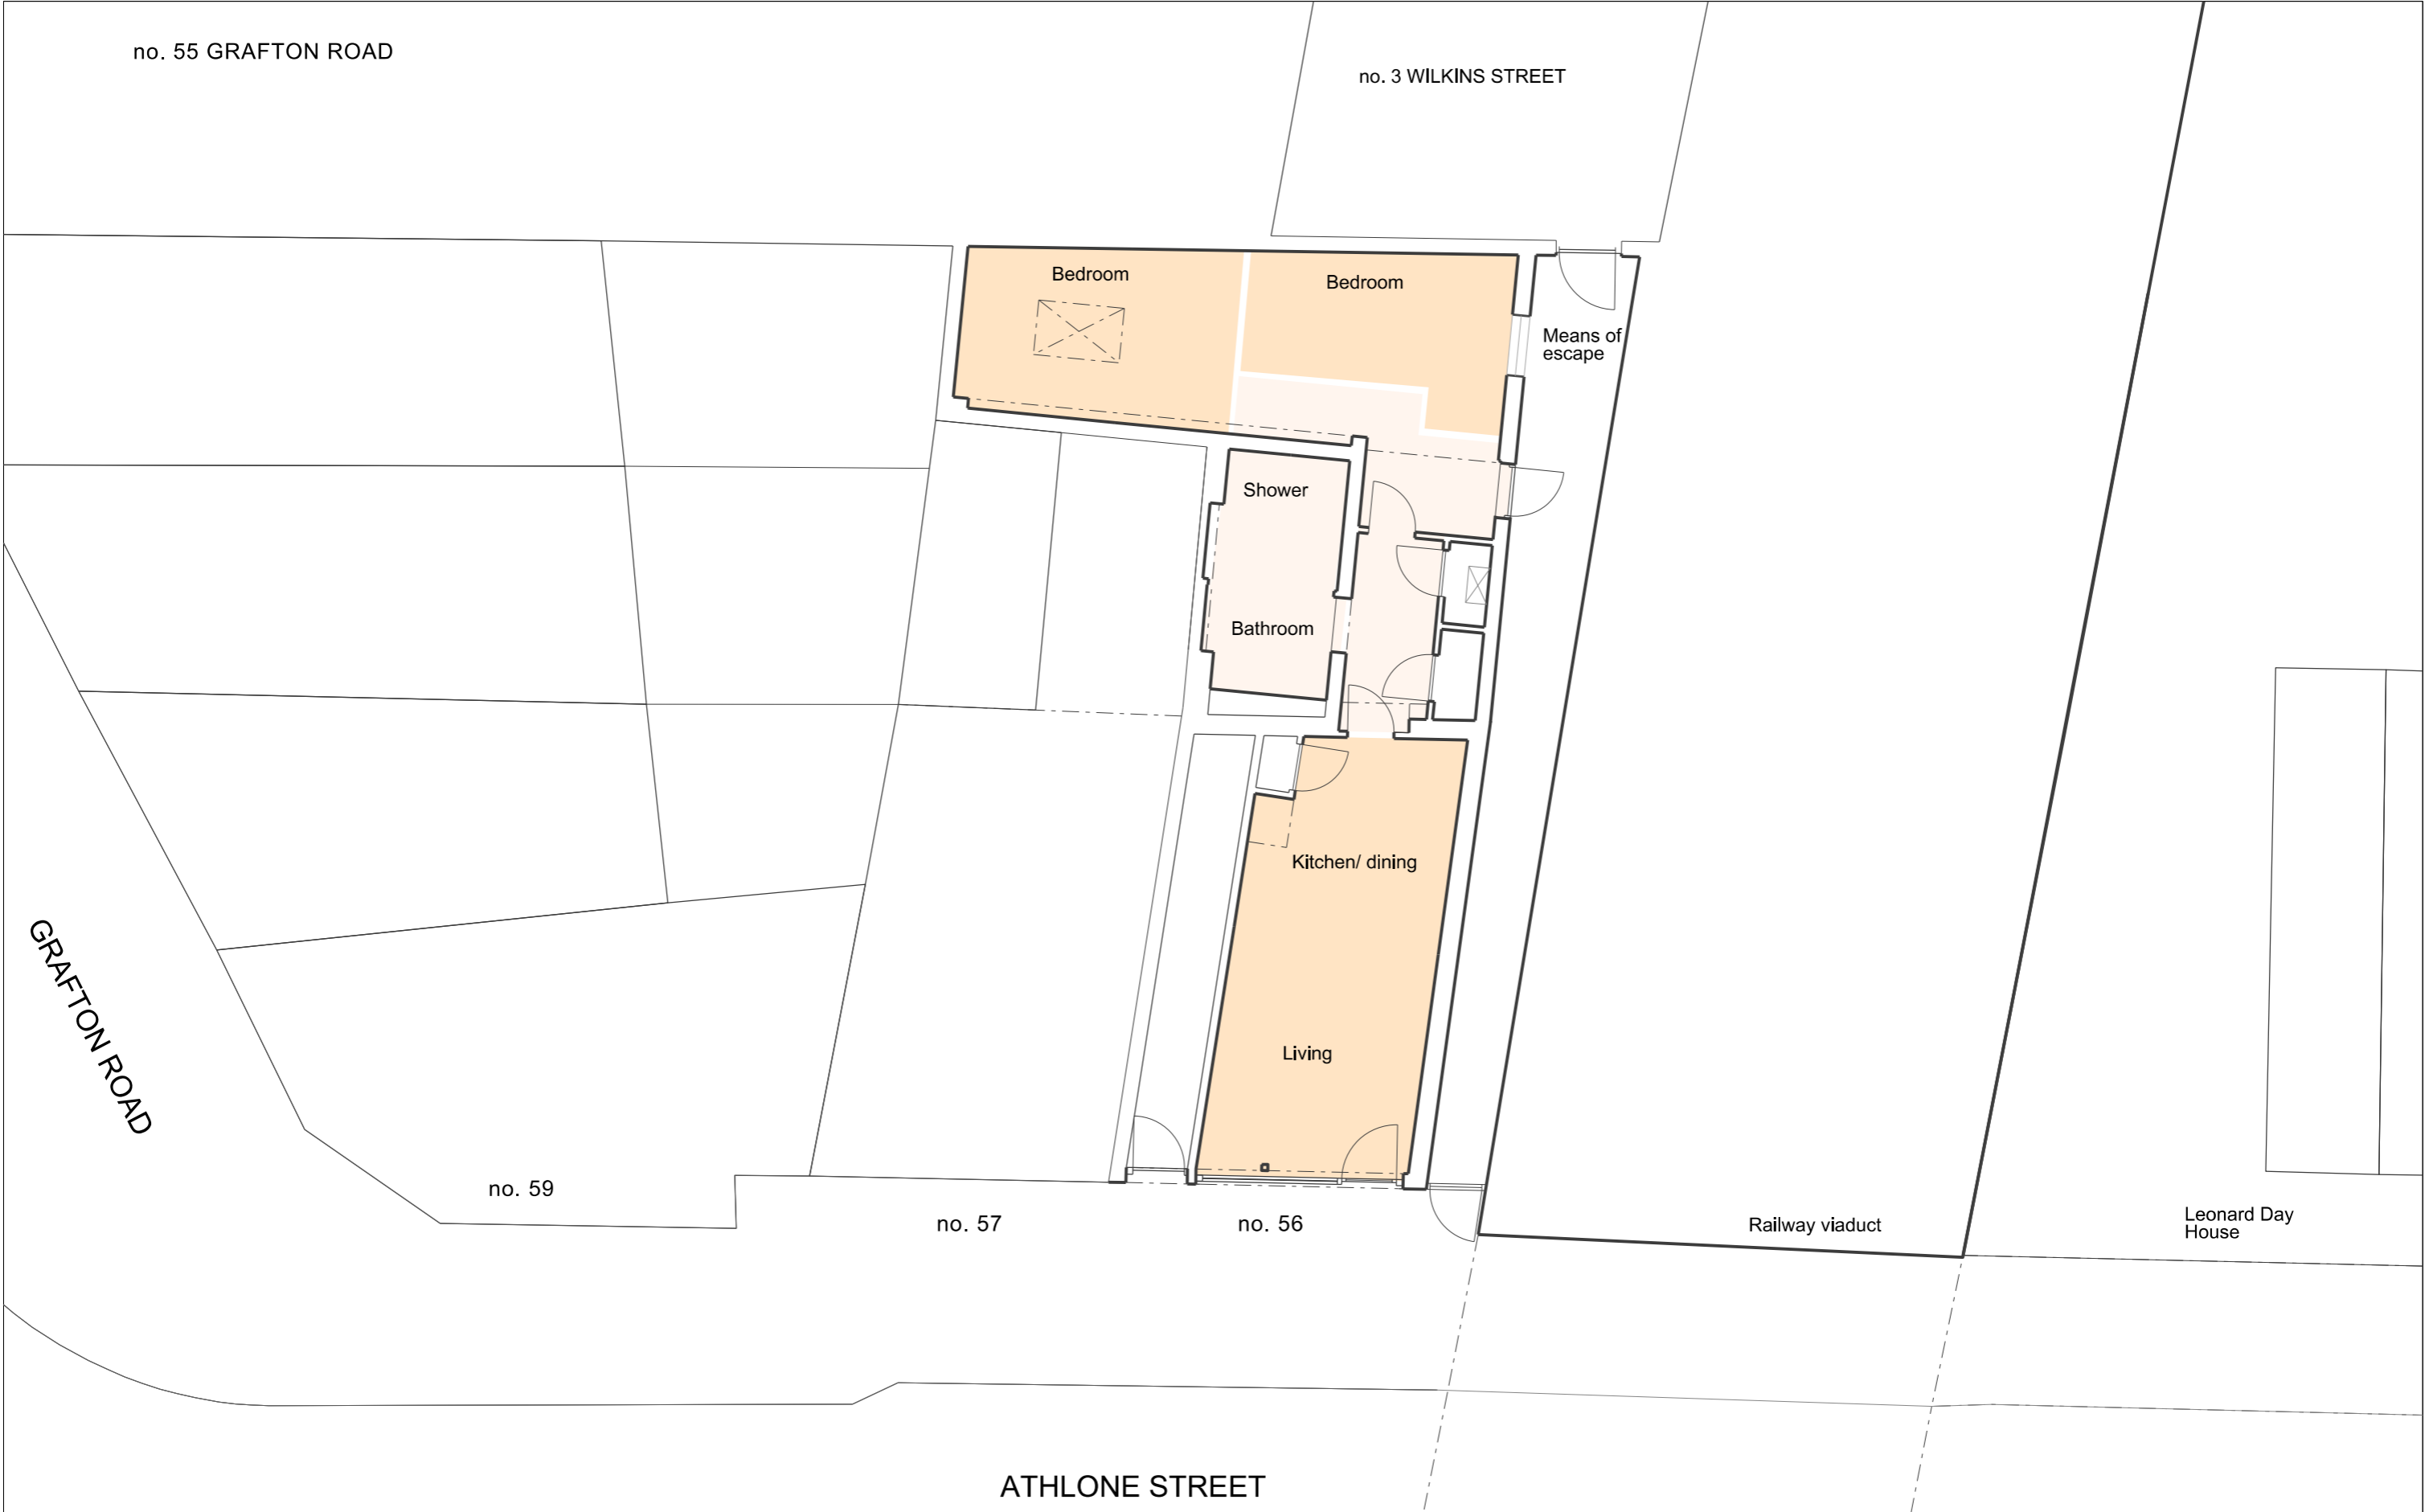 no. 55 GRAFTON ROAD
no. 3 WILKINS STREET
Bedroom
Bedroom
Means of
escape
Shower
Bathroom
Kitchen/ dining
GRAFTON ROAD
Living
no. 59
no. 57
no. 56
Railway viaduct
Leonard Day
House
ATHLONE STREET